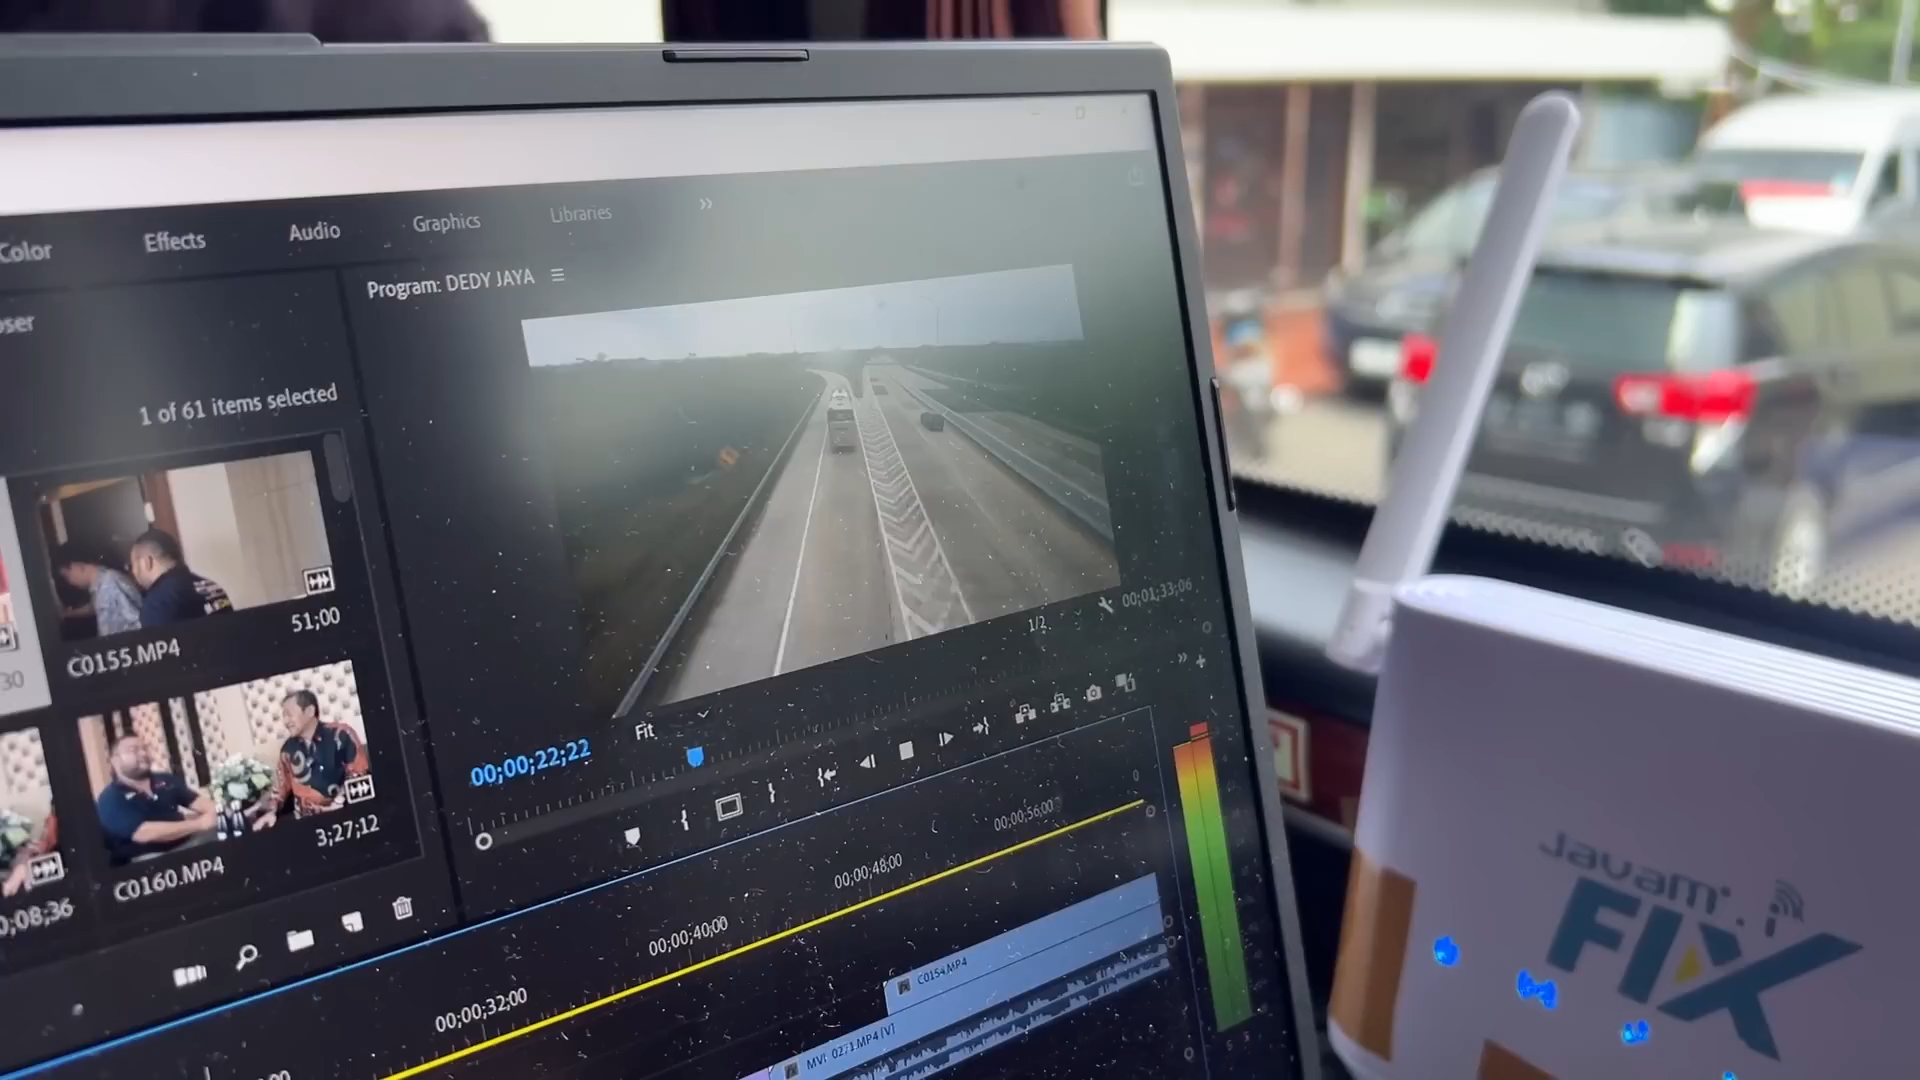 Color Effects Audio Graphics Libraries »
Program: DEDY JAYA
1 of 61 items selected
C0155.MP4 51;00
C0160.MP4 3;27;12
1/2 00;01;33;06
Fit
00;00;22;22
00;00;32;00
00;00;40;00
00;00;48;00
00;00;56;00
C0154.MP4
MVI_0271.MP4 [V]
Javam
FIX